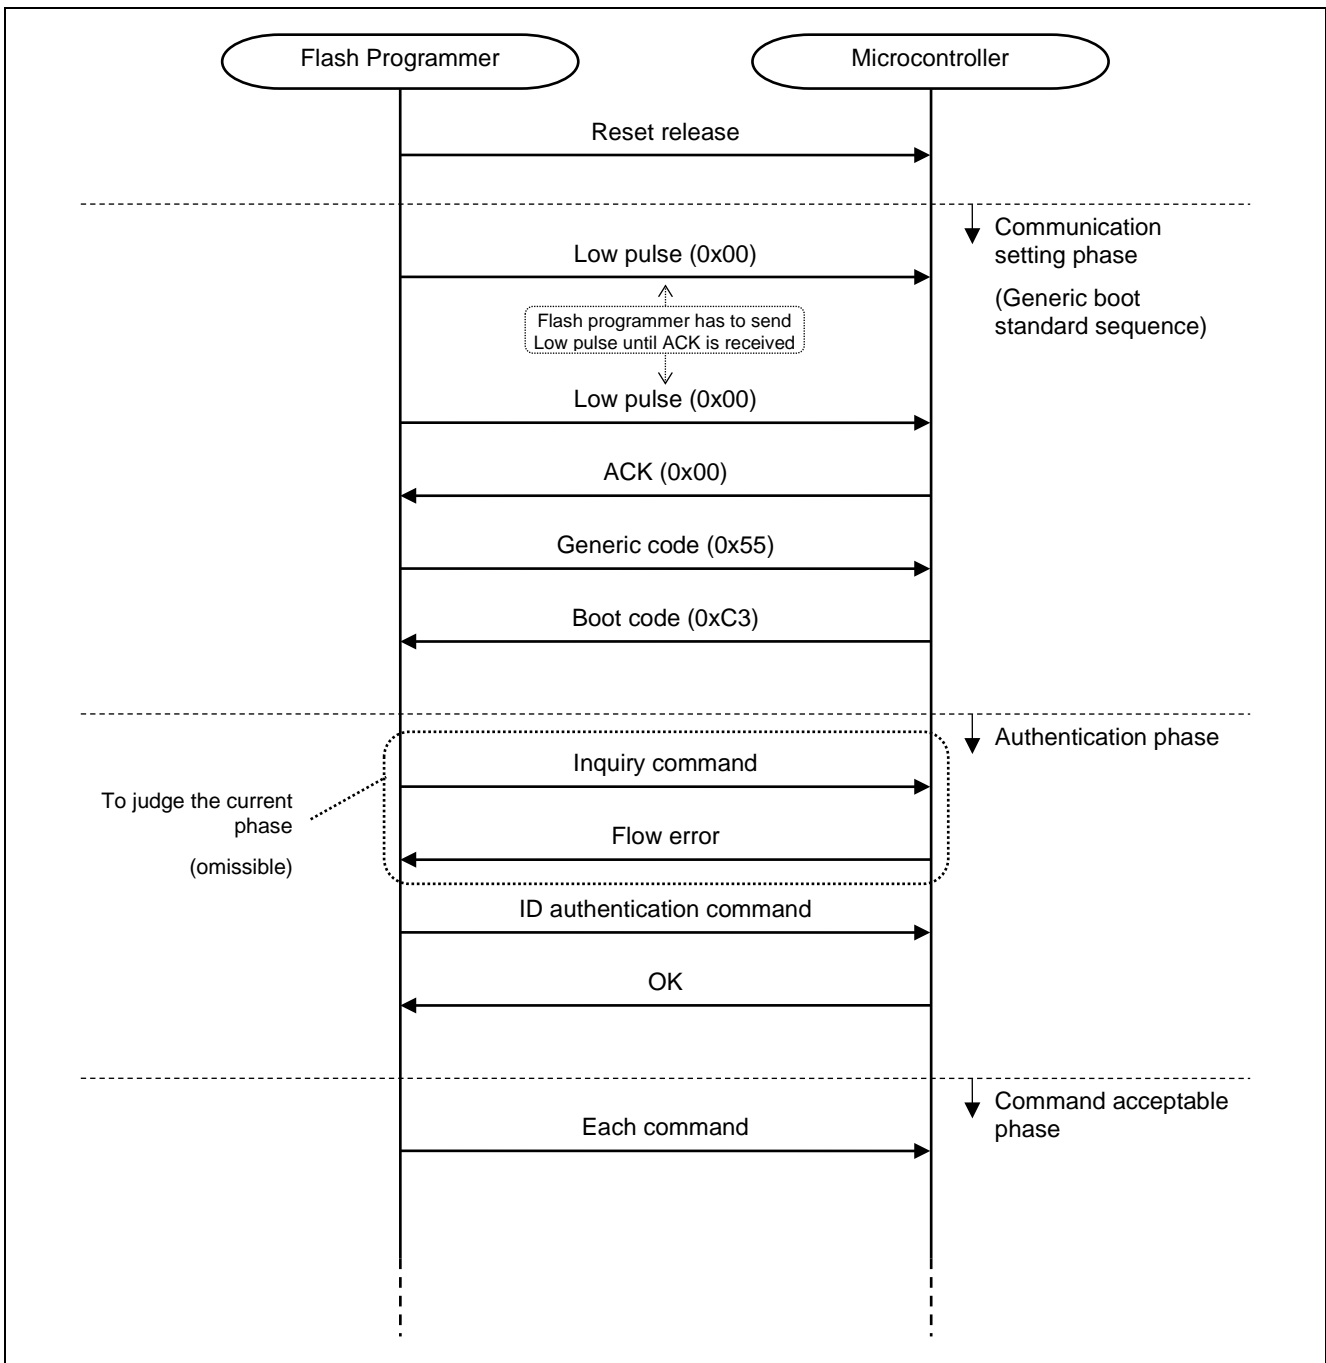 Flash Programmer
Microcontroller
Reset release
Communication
setting phase
(Generic boot
standard sequence)
Low pulse (0x00)
Flash programmer has to send
Low pulse until ACK is received
Low pulse (0x00)
ACK (0x00)
Generic code (0x55)
Boot code (0xC3)
Authentication phase
Inquiry command
To judge the current
phase
(omissible)
Flow error
ID authentication command
OK
Command acceptable
phase
Each command